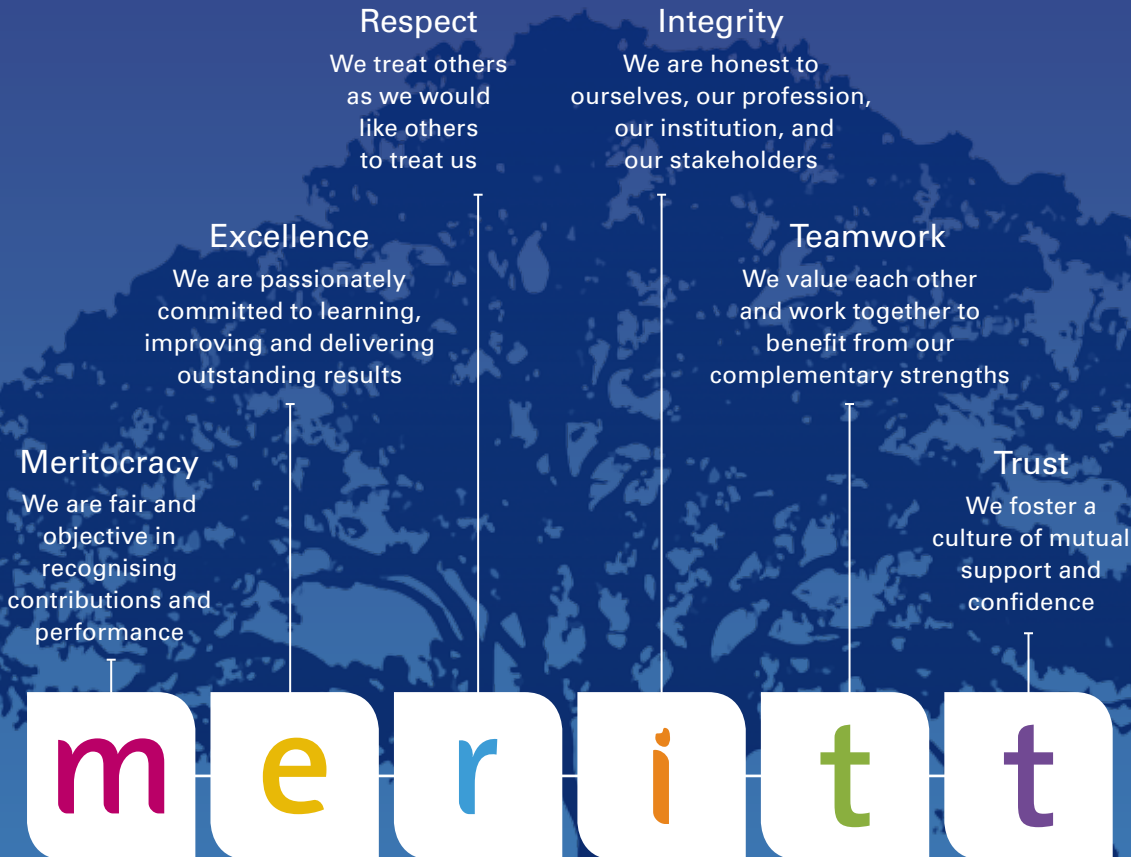 Respect
We treat others
as we would
like others
to treat us
Integrity
We are honest to
ourselves, our profession,
our institution, and
our stakeholders
Excellence
We are passionately
committed to learning,
improving and delivering
outstanding results
Teamwork
We value each other
and work together to
benefit from our
complementary strengths
Meritocracy
We are fair and
objective in
recognising
contributions and
performance
Trust
We foster a
culture of mutual
support and
confidence
m e r i t t